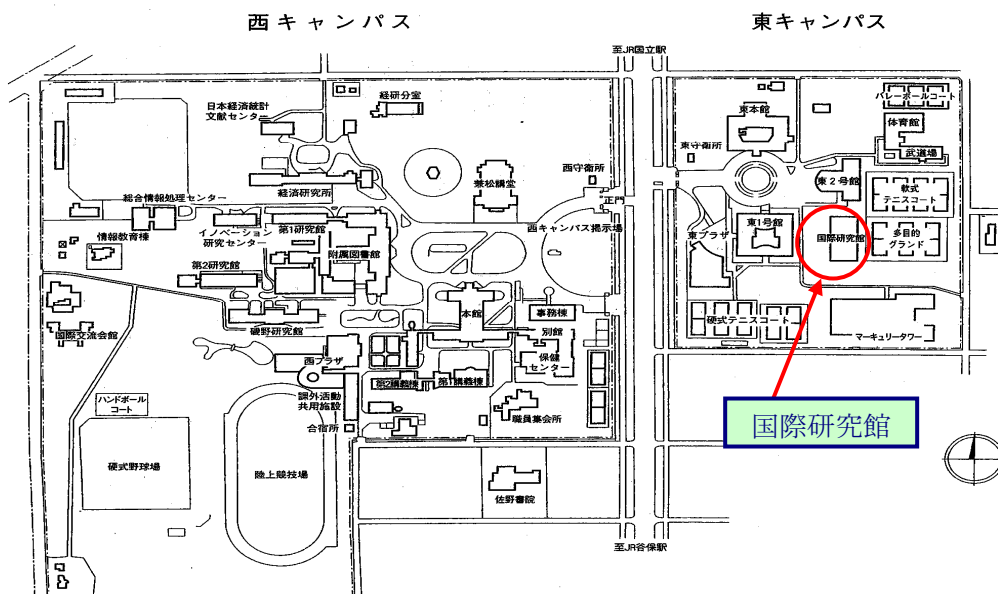 西キャンパス
東キャンパス
至JR国立駅
日本経済統計
文献センター
経研分室
経済研究所
兼松講堂
西守衛所
正門
総合情報処理センター
イノベーション
研究センター
第1研究館
附属図書館
西キャンパス掲示場
情報教育棟
第2研究館
本館
事務棟
別館
保健
センター
国際交流会館
磯野研究館
西プラザ
第2講義棟
第1講義棟
課外活動
共用施設
合宿所
職員集会所
ハンドボール
コート
硬式野球場
陸上競技場
佐野書院
至JR谷保駅
東本館
バレーボールコート
体育館
武道場
東守衛所
東2号館
軟式
テニスコート
東プラザ
東1号館
国際研究館
多目的
グランド
硬式テニスコート
マーキュリータワー
国際研究館